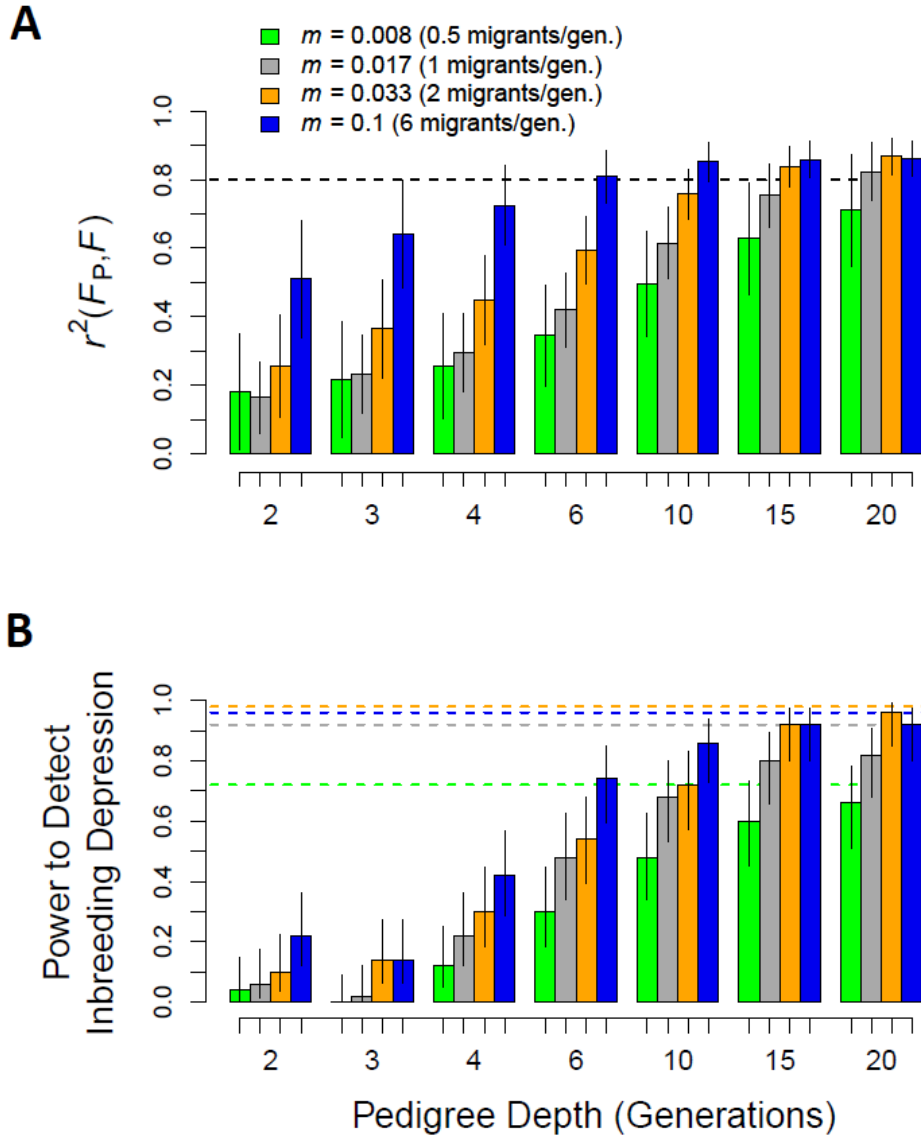 A
m = 0.008 (0.5 migrants/gen.)
m = 0.017 (1 migrants/gen.)
m = 0.033 (2 migrants/gen.)
m = 0.1 (6 migrants/gen.)
r²(F_P,F)
1.0
0.8
0.6
0.4
0.2
0.0
2 3 4 6 10 15 20
B
Power to Detect
Inbreeding Depression
1.0
0.8
0.6
0.4
0.2
0.0
2 3 4 6 10 15 20
Pedigree Depth (Generations)